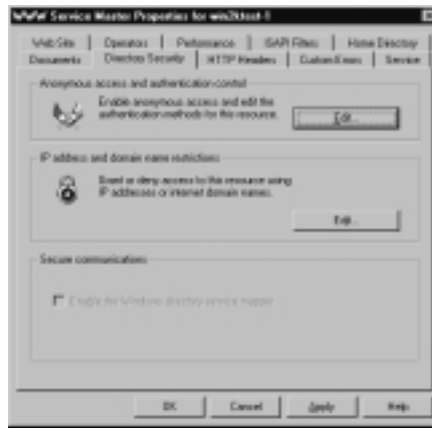 WWW Service Master Properties for win2ktest-1
Web Site Operators Performance ISAPI Filters Home Directory
Documents Directory Security HTTP Headers Custom Errors Service
Anonymous access and authentication control
Enable anonymous access and edit the
authentication methods for this resource.
Edit...
IP address and domain name restrictions
Grant or deny access to this resource using
IP addresses or internet domain names.
Edit...
Secure communications
Enable the Windows directory service mapper
OK Cancel Apply Help